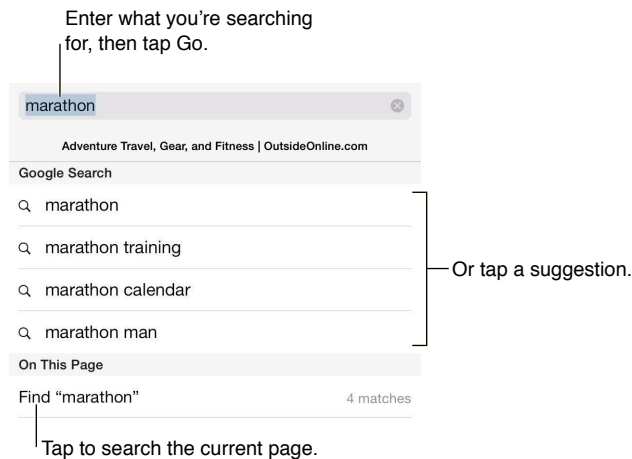 Enter what you’re searching
for, then tap Go.
marathon
Adventure Travel, Gear, and Fitness | OutsideOnline.com
Google Search
marathon
marathon training
marathon calendar
marathon man
Or tap a suggestion.
On This Page
Find “marathon”
4 matches
Tap to search the current page.